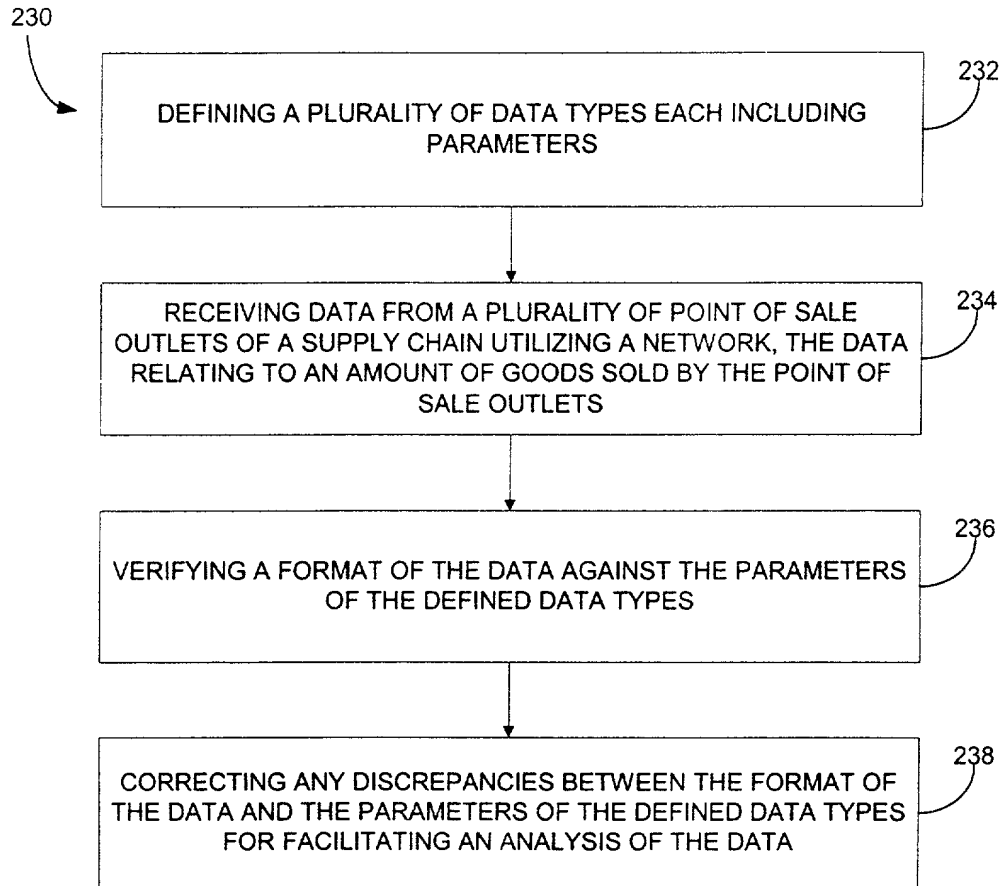 230
232
DEFINING A PLURALITY OF DATA TYPES EACH INCLUDING
PARAMETERS
234
RECEIVING DATA FROM A PLURALITY OF POINT OF SALE
OUTLETS OF A SUPPLY CHAIN UTILIZING A NETWORK, THE DATA
RELATING TO AN AMOUNT OF GOODS SOLD BY THE POINT OF
SALE OUTLETS
236
VERIFYING A FORMAT OF THE DATA AGAINST THE PARAMETERS
OF THE DEFINED DATA TYPES
238
CORRECTING ANY DISCREPANCIES BETWEEN THE FORMAT OF
THE DATA AND THE PARAMETERS OF THE DEFINED DATA TYPES
FOR FACILITATING AN ANALYSIS OF THE DATA